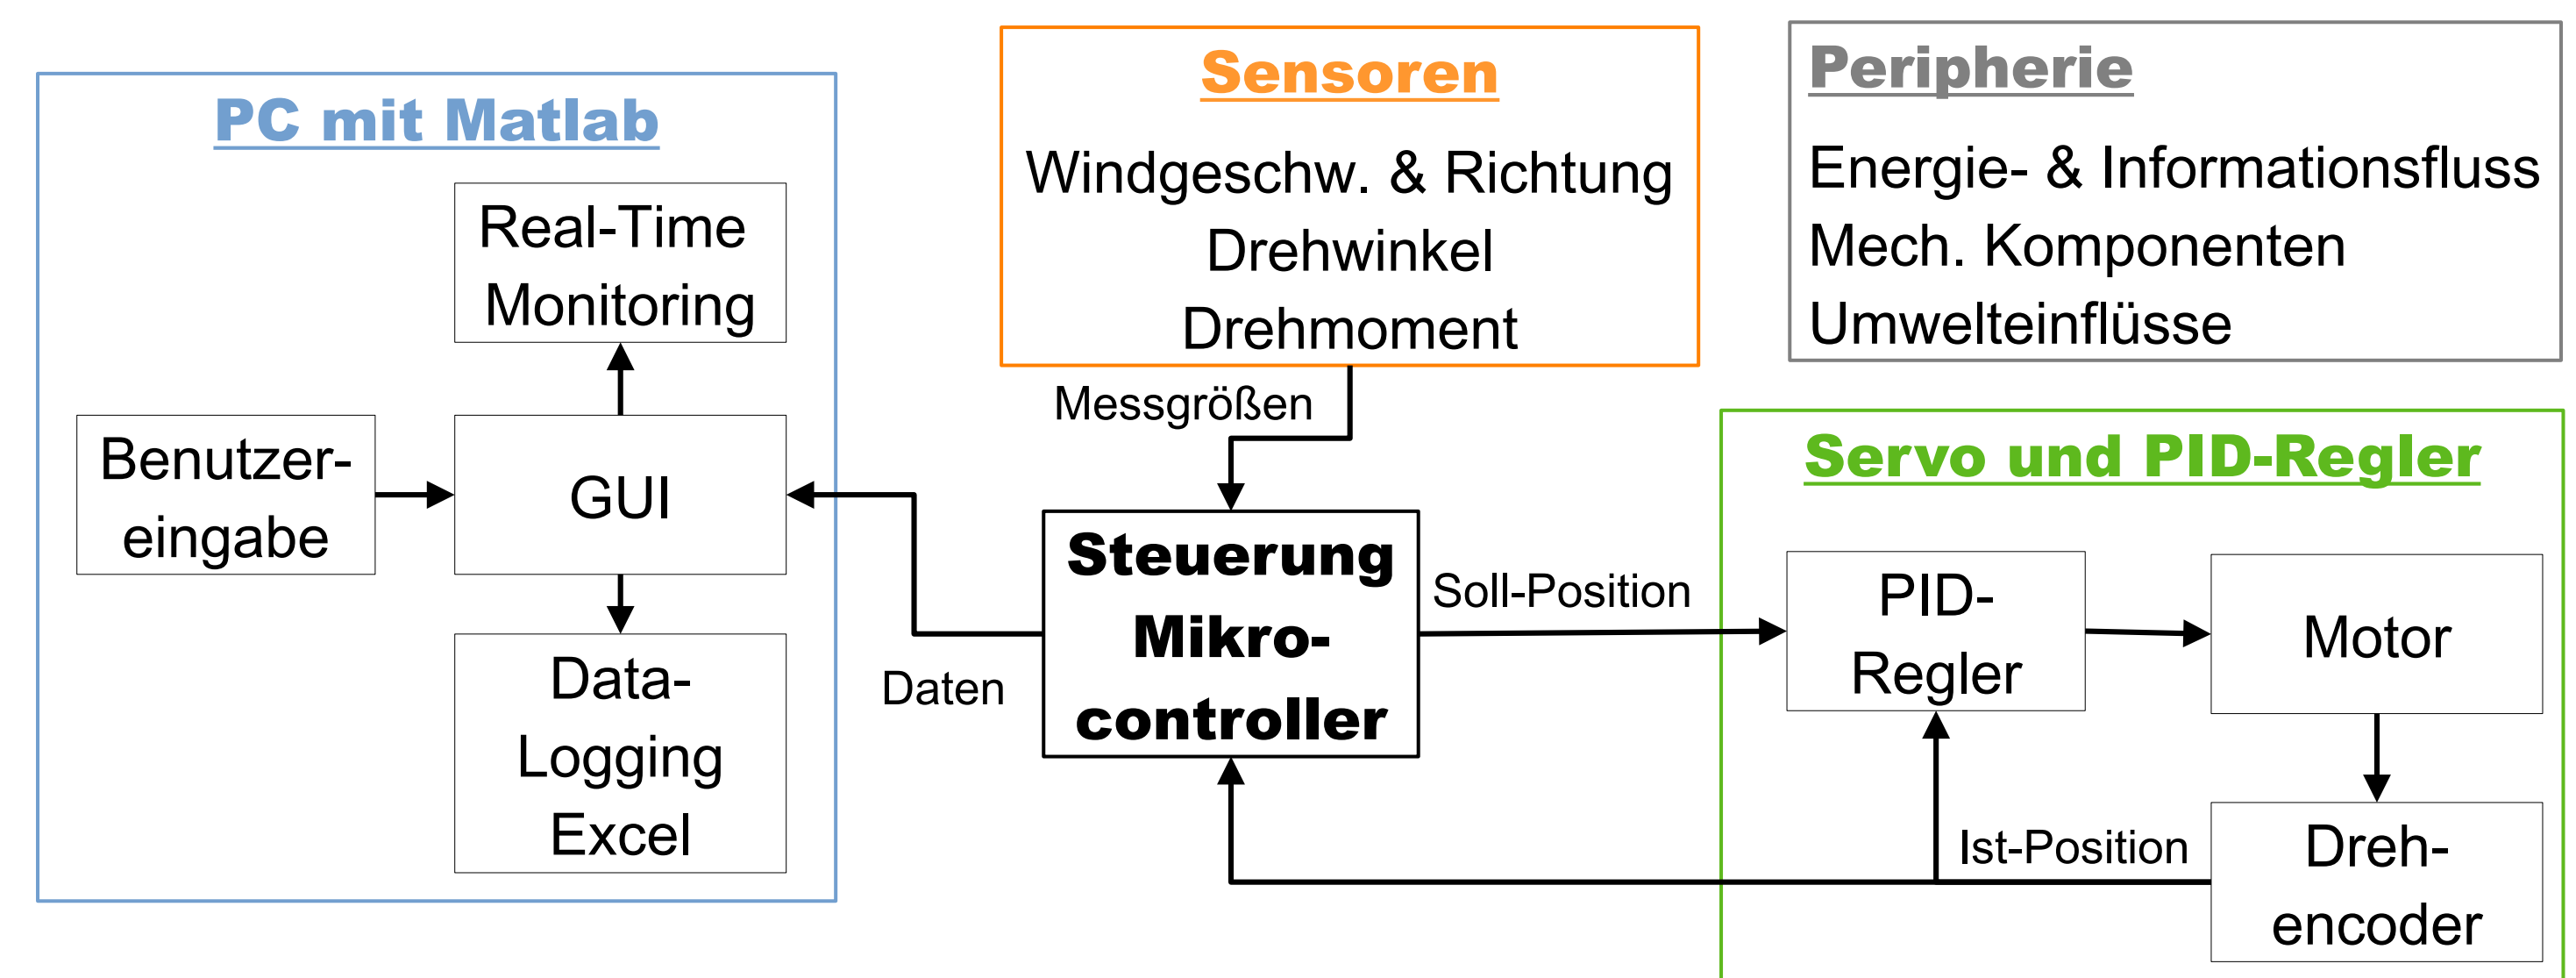 PC mit Matlab
Real-Time
Monitoring
Benutzer-
eingabe
GUI
Data-
Logging
Excel
Sensoren
Windgeschw. & Richtung
Drehwinkel
Drehmoment
Messgrößen
Daten
Steuerung
Mikro-
controller
Soll-Position
Peripherie
Energie- & Informationsfluss
Mech. Komponenten
Umwelteinflüsse
Servo und PID-Regler
PID-
Regler
Motor
Ist-Position
Dreh-
encoder